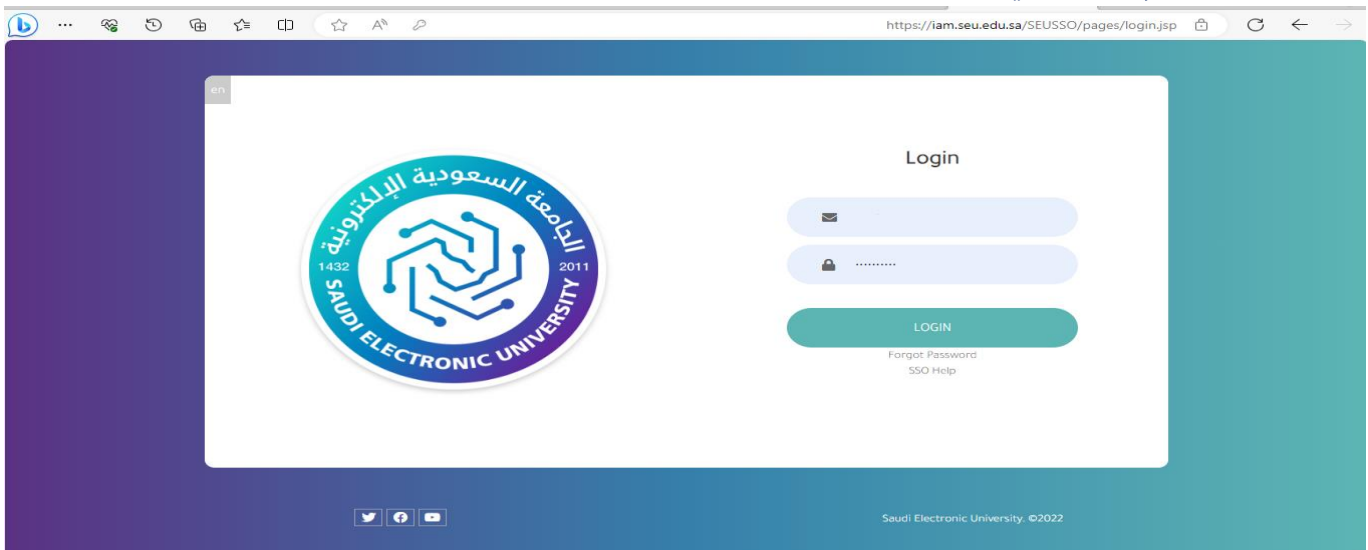 https://iam.seu.edu.sa/SEUSSO/pages/login.jsp
en
الجامعة السعودية الإلكترونية
1432
2011
SAUDI ELECTRONIC UNIVERSITY
Login
..........
LOGIN
Forgot Password
SSO Help
Saudi Electronic University. ©2022